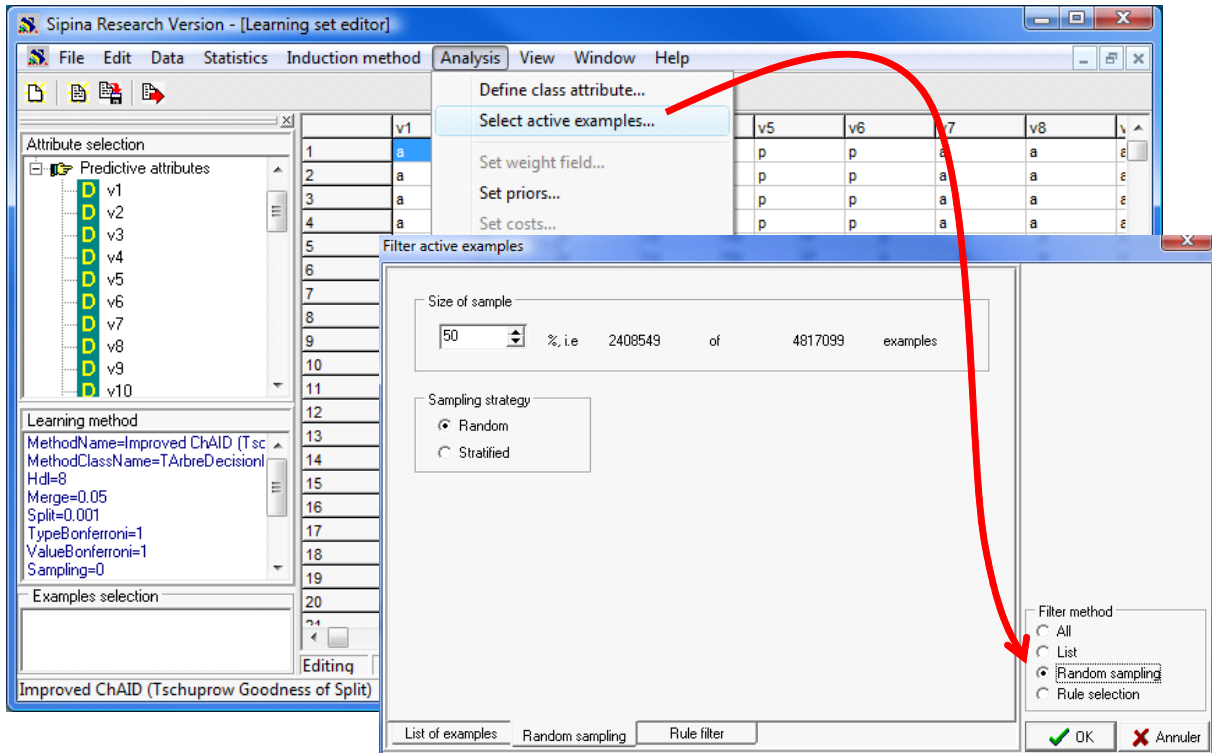 Sipina Research Version - [Learning set editor]
File Edit Data Statistics Induction method Analysis View Window Help
Define class attribute...
Select active examples...
Set weight field...
Set priors...
Set costs...
Attribute selection
Predictive attributes
D v1
D v2
D v3
D v4
D v5
D v6
D v7
D v8
D v9
D v10
v1 v5 v6 v7 v8
1 a p p a a
2 a p p a a
3 a p p a a
4 a p p a a
5
6
7
8
9
10
11
12
13
14
15
16
17
18
19
20
21
Learning method
MethodName=Improved ChAID (Tsc
MethodClassName=TArbreDecisionI
Hdl=8
Merge=0.05
Split=0.001
TypeBonferroni=1
ValueBonferroni=1
Sampling=0
Examples selection
Editing
Improved ChAID (Tschuprow Goodness of Split)
Filter active examples
Size of sample
50 %, i.e 2408549 of 4817099 examples
Sampling strategy
Random
Stratified
Filter method
All
List
Random sampling
Rule selection
List of examples Random sampling Rule filter
OK Annuler